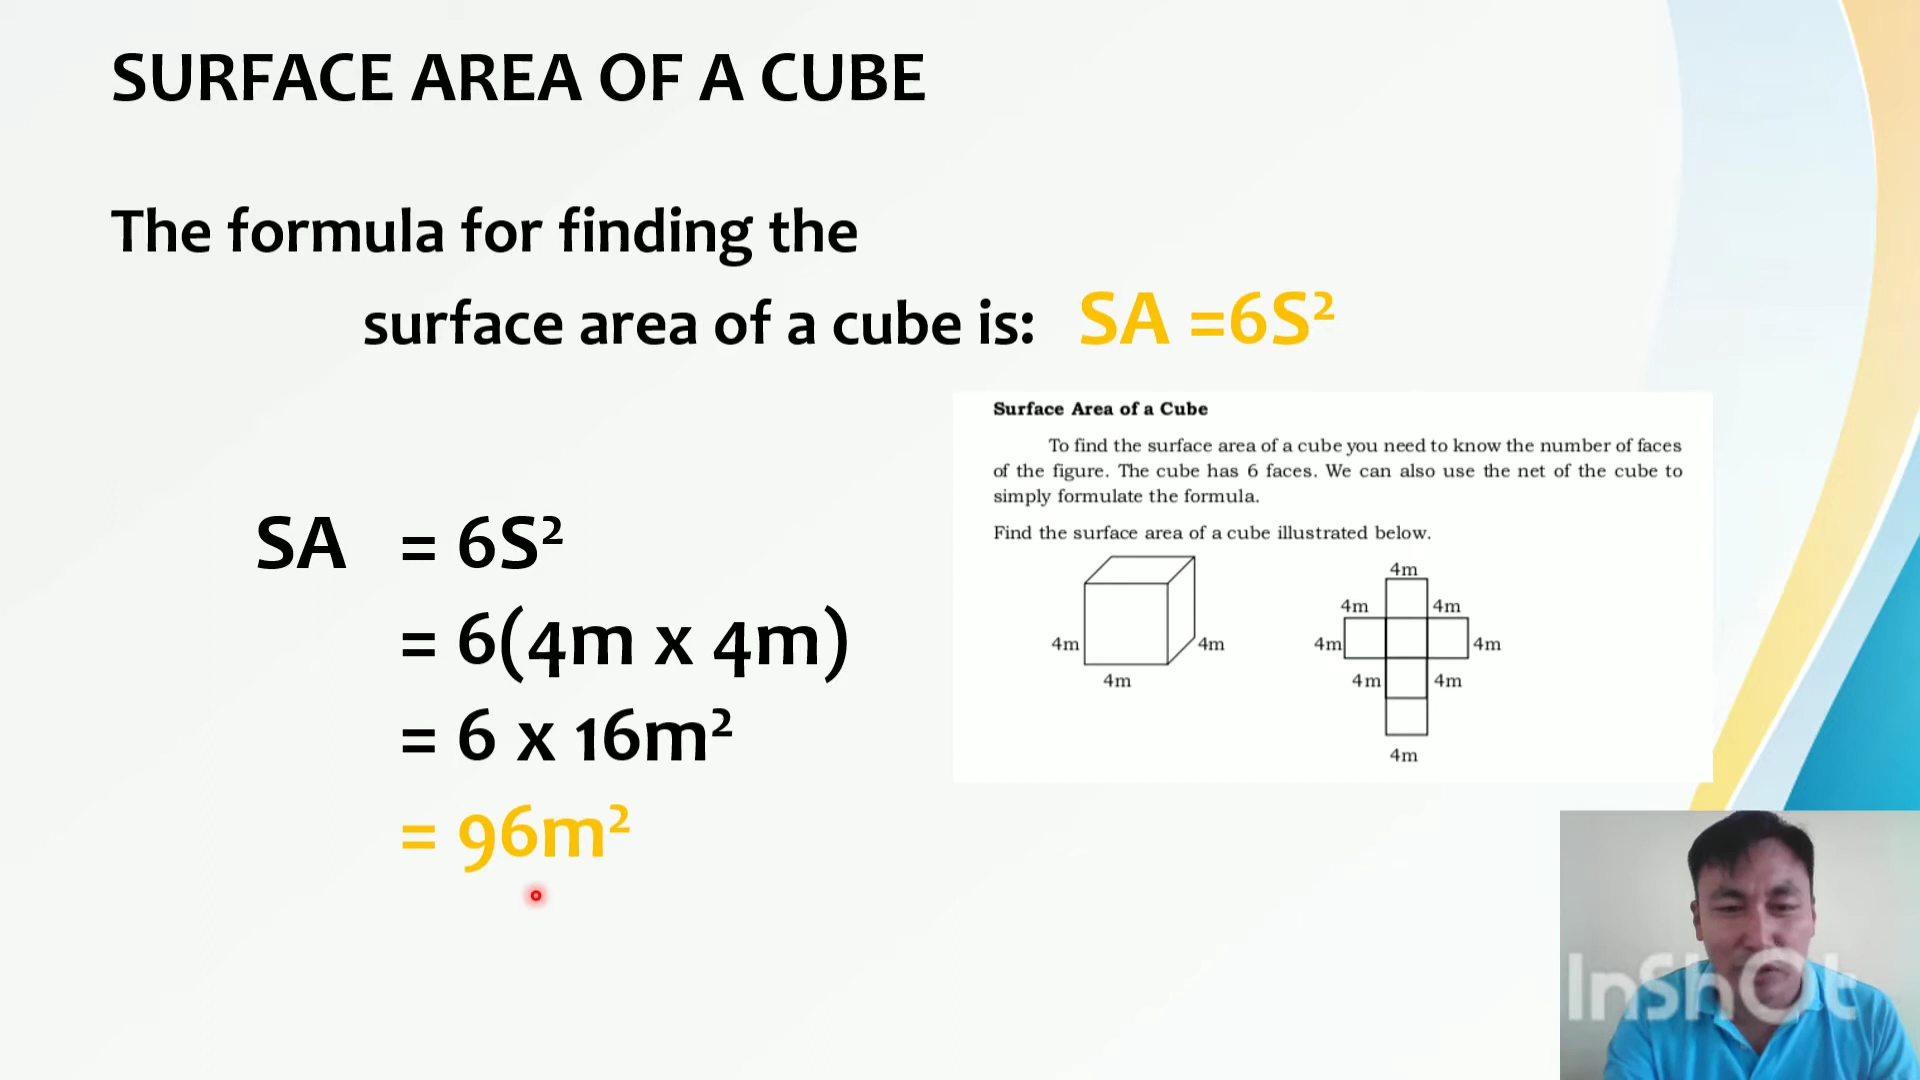 SURFACE AREA OF A CUBE
The formula for finding the
surface area of a cube is: SA =6S²
SA = 6S²
= 6(4m x 4m)
= 6 x 16m²
= 96m²
Surface Area of a Cube
To find the surface area of a cube you need to know the number of faces
of the figure. The cube has 6 faces. We can also use the net of the cube to
simply formulate the formula.
Find the surface area of a cube illustrated below.
4m
4m
4m
4m
4m
4m
4m
4m
4m
4m
4m
InShOt